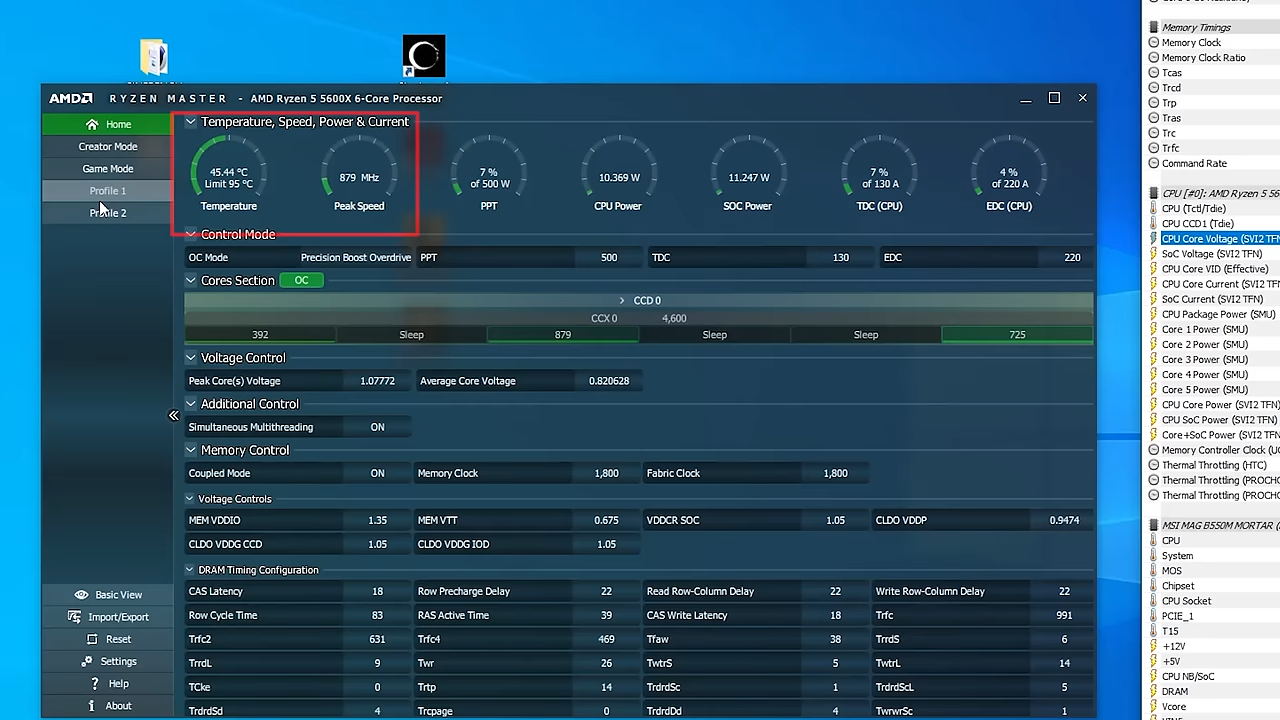 Memory Timings
Memory Clock
Memory Clock Ratio
Tcas
Trcd
Trp
Tras
Trc
Trfc
Command Rate
CPU [#0]: AMD Ryzen 5 56
CPU (Tctl/Tdie)
CPU CCD1 (Tdie)
CPU Core Voltage (SVI2 TFN
SoC Voltage (SVI2 TFN)
CPU Core VID (Effective)
CPU Core Current (SVI2 TFN
SoC Current (SVI2 TFN)
CPU Package Power (SMU)
Core 1 Power (SMU)
Core 2 Power (SMU)
Core 3 Power (SMU)
Core 4 Power (SMU)
Core 5 Power (SMU)
CPU Core Power (SVI2 TFN
CPU SoC Power (SVI2 TFN)
Core+SoC Power (SVI2 TFN
Memory Controller Clock (UC
Thermal Throttling (HTC)
Thermal Throttling (PROCHO
Thermal Throttling (PROCHO
MSI MAG B550M MORTAR (
CPU
System
MOS
Chipset
CPU Socket
PCIE_1
T15
+12V
+5V
CPU NB/SoC
DRAM
Vcore
AMD RYZEN MASTER - AMD Ryzen 5 5600X 6-Core Processor
Home
Creator Mode
Game Mode
Profile 1
Profile 2
Basic View
Import/Export
Reset
Settings
Help
About
Temperature, Speed, Power & Current
45.44 °C 879 MHz 7 % 10.369 W 11.247 W 7 % 4 %
Limit 95 °C of 500 W of 130 A of 220 A
Temperature Peak Speed PPT CPU Power SOC Power TDC (CPU) EDC (CPU)
Control Mode
OC Mode Precision Boost Overdrive PPT 500 TDC 130 EDC 220
Cores Section OC
CCD 0
CCX 0 4,600
392 Sleep 879 Sleep Sleep 725
Voltage Control
Peak Core(s) Voltage 1.07772 Average Core Voltage 0.820628
Additional Control
Simultaneous Multithreading ON
Memory Control
Coupled Mode ON Memory Clock 1,800 Fabric Clock 1,800
Voltage Controls
MEM VDDIO 1.35 MEM VTT 0.675 VDDCR SOC 1.05 CLDO VDDP 0.9474
CLDO VDDG CCD 1.05 CLDO VDDG IOD 1.05
DRAM Timing Configuration
CAS Latency 18 Row Precharge Delay 22 Read Row-Column Delay 22 Write Row-Column Delay 22
Row Cycle Time 83 RAS Active Time 39 CAS Write Latency 18 Trfc 991
Trfc2 631 Trfc4 469 Tfaw 38 TrrdS 6
TrrdL 9 Twr 26 TwtrS 5 TwtrL 14
TCke 0 Trtp 14 TrdrdSc 1 TrdrdScL 5
TrdrdSd 4 Trcpage 0 TrdrdDd 4 TwrwrSc 1